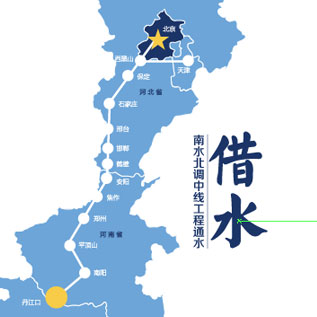 北京
西黑山
天津
保定
河北省
石家庄
邢台
邯郸
鹤壁
安阳
焦作
郑州
河南省
平顶山
南阳
丹江口
借水
南水北调中线工程通水